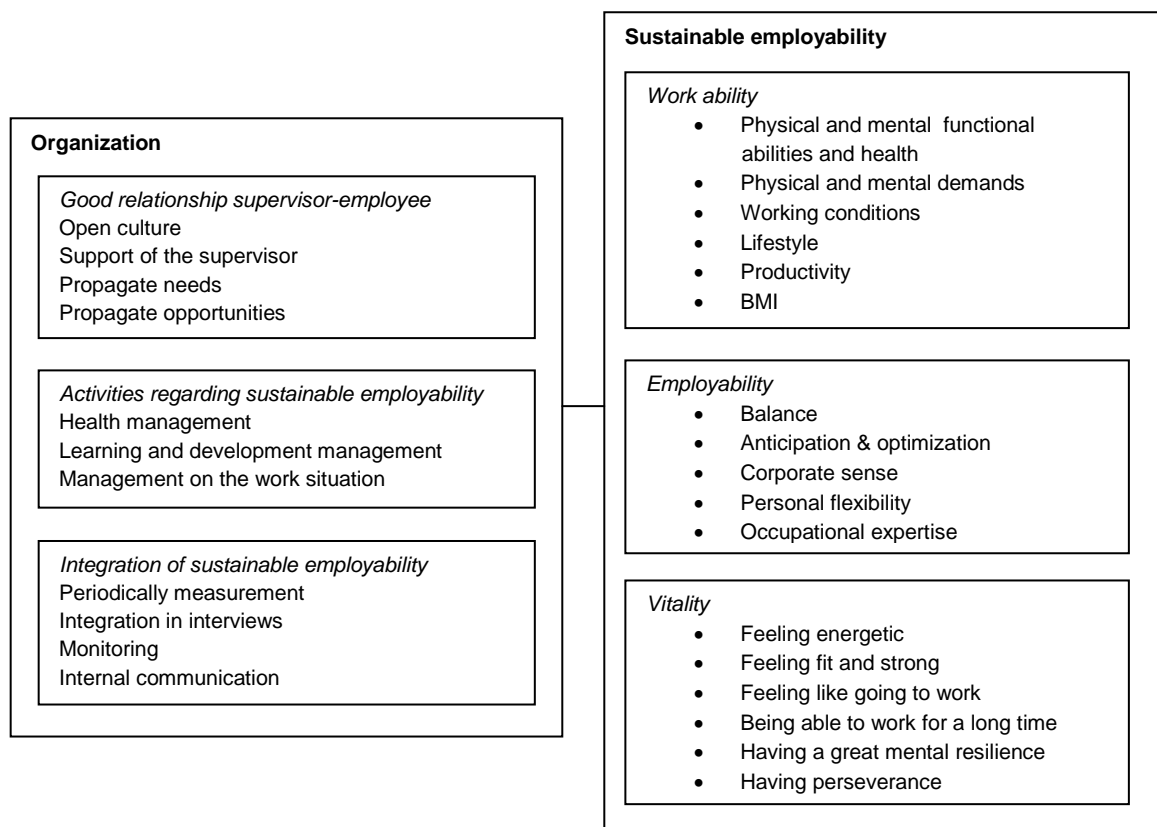 Organization
Good relationship supervisor-employee
Open culture
Support of the supervisor
Propagate needs
Propagate opportunities
Activities regarding sustainable employability
Health management
Learning and development management
Management on the work situation
Integration of sustainable employability
Periodically measurement
Integration in interviews
Monitoring
Internal communication
Sustainable employability
Work ability
• Physical and mental functional
abilities and health
• Physical and mental demands
• Working conditions
• Lifestyle
• Productivity
• BMI
Employability
• Balance
• Anticipation & optimization
• Corporate sense
• Personal flexibility
• Occupational expertise
Vitality
• Feeling energetic
• Feeling fit and strong
• Feeling like going to work
• Being able to work for a long time
• Having a great mental resilience
• Having perseverance